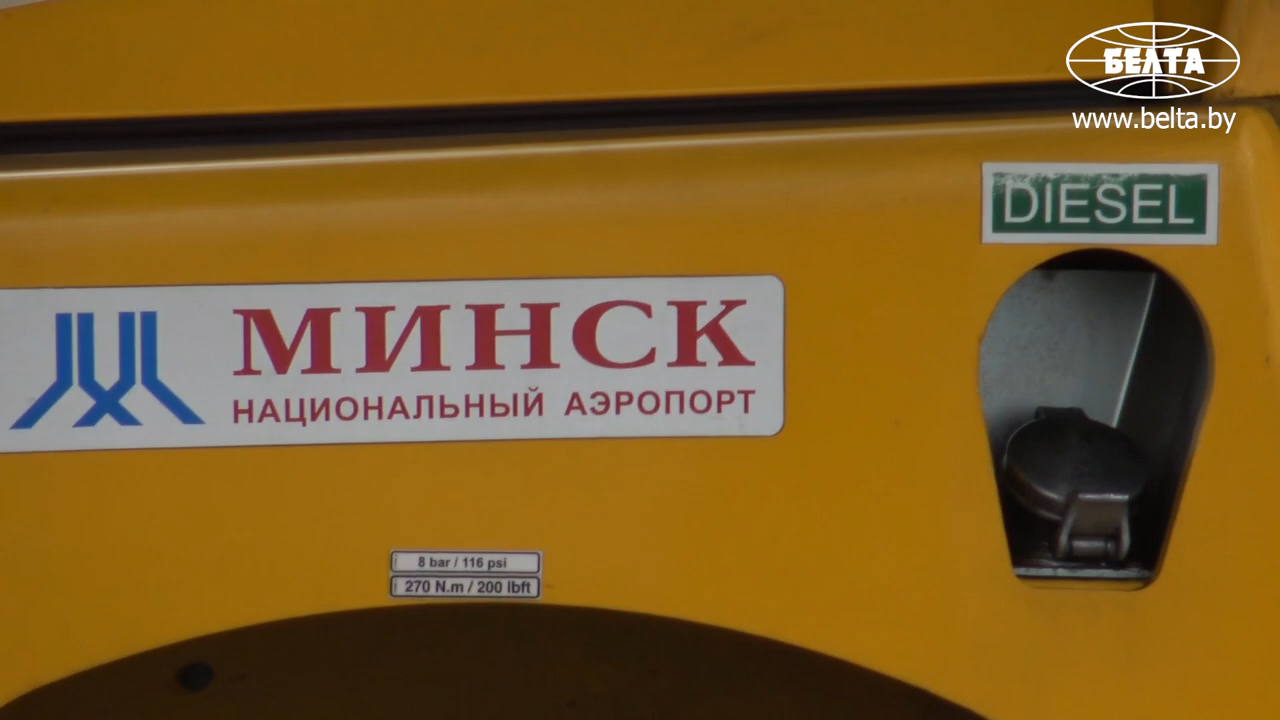 БЕЛТА
www.belta.by
DIESEL
МИНСК
НАЦИОНАЛЬНЫЙ АЭРОПОРТ
8 bar / 116 psi
270 N.m / 200 lbft